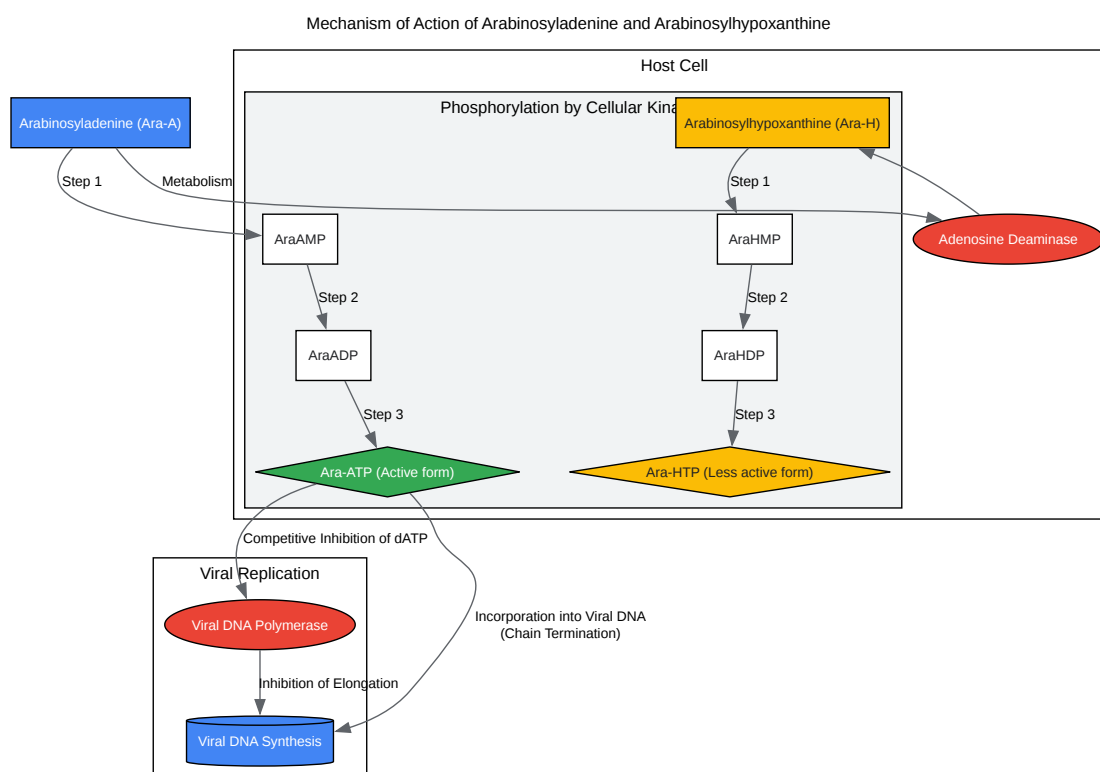 Mechanism of Action of Arabinosyladenine and Arabinosylhypoxanthine
Host Cell
Phosphorylation by Cellular
Arabinosyladenine (Ara-A)
Arabinosylhypoxanthine (Ara-H)
Step 1
Metabolism
Step 1
AraAMP
AraHMP
Adenosine Deaminase
Step 2
Step 2
AraADP
AraHDP
Step 3
Step 3
Ara-ATP (Active form)
Ara-HTP (Less active form)
Competitive Inhibition of dATP
Viral Replication
Viral DNA Polymerase
Incorporation into Viral DNA
(Chain Termination)
Inhibition of Elongation
Viral DNA Synthesis